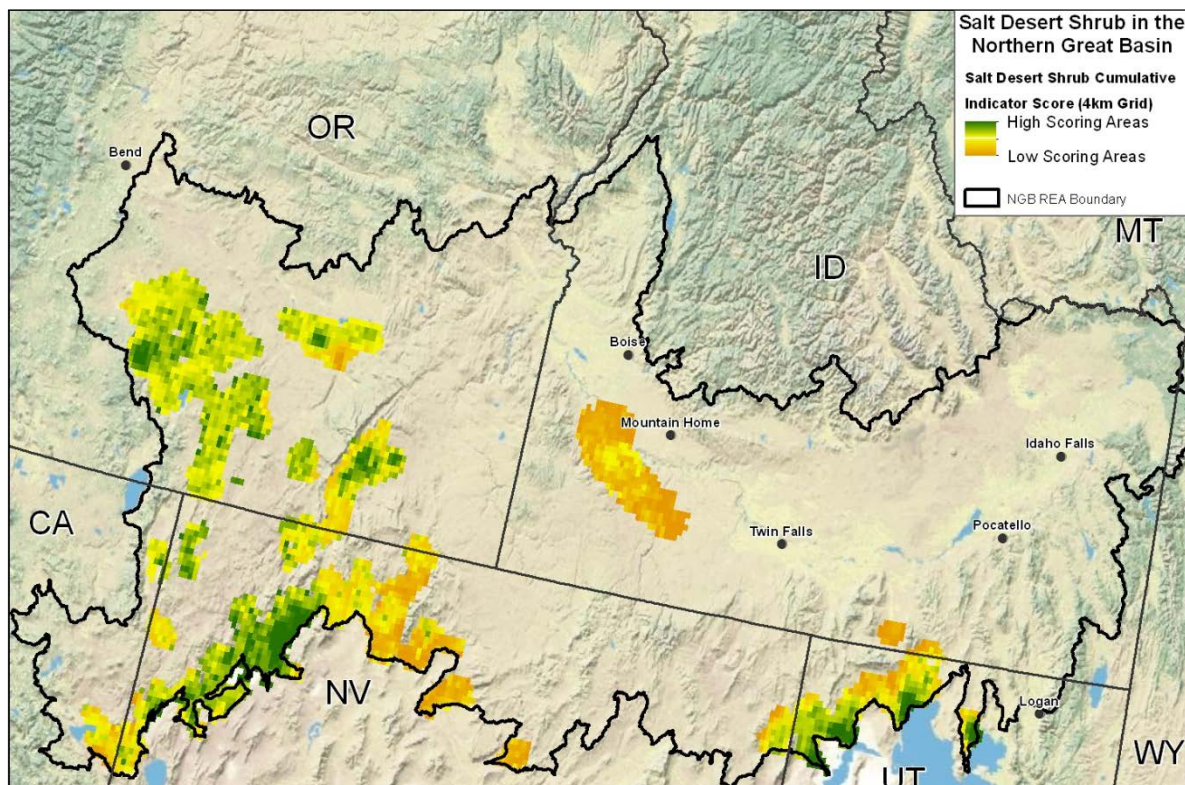 Salt Desert Shrub in the
Northern Great Basin
Salt Desert Shrub Cumulative
Indicator Score (4km Grid)
High Scoring Areas
Low Scoring Areas
NGB REA Boundary
OR
Bend
MT
ID
Boise
Mountain Home
Idaho Falls
CA
Twin Falls
Pocatello
NV
Logan
WY
UT